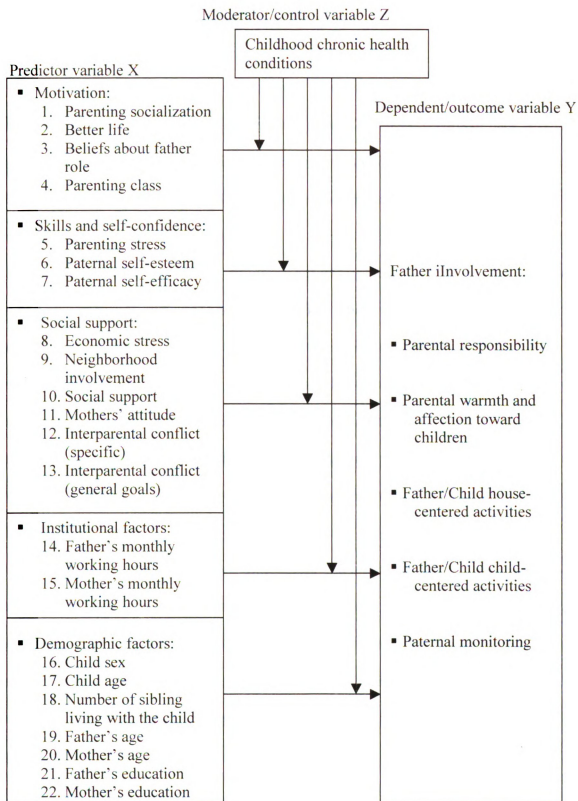 Moderator/control variable Z
Childhood chronic health
conditions
Predictor variable X
▪ Motivation:
1. Parenting socialization
2. Better life
3. Beliefs about father
role
4. Parenting class
▪ Skills and self-confidence:
5. Parenting stress
6. Paternal self-esteem
7. Paternal self-efficacy
▪ Social support:
8. Economic stress
9. Neighborhood
involvement
10. Social support
11. Mothers' attitude
12. Interparental conflict
(specific)
13. Interparental conflict
(general goals)
▪ Institutional factors:
14. Father's monthly
working hours
15. Mother's monthly
working hours
▪ Demographic factors:
16. Child sex
17. Child age
18. Number of sibling
living with the child
19. Father's age
20. Mother's age
21. Father's education
22. Mother's education
Dependent/outcome variable Y
Father iInvolvement:
▪ Parental responsibility
▪ Parental warmth and
affection toward
children
▪ Father/Child house-
centered activities
▪ Father/Child child-
centered activities
▪ Paternal monitoring